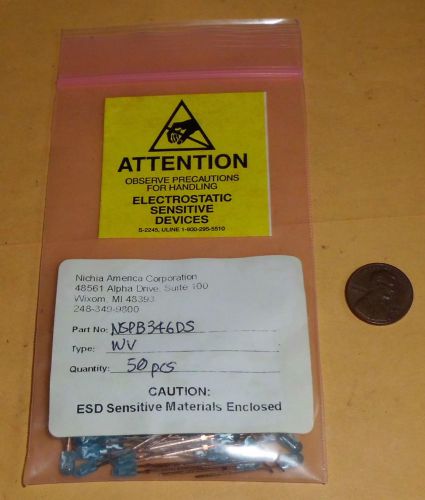 ATTENTION
OBSERVE PRECAUTIONS
FOR HANDLING
ELECTROSTATIC
SENSITIVE
DEVICES
S-2245, ULINE 1-800-295-5510
Nichia America Corporation
48561 Alpha Drive, Suite 100
Wixom, MI 48393
248-349-9800
Part No: NSPB346DS
Type: WV
Quantity: 50 pcs
CAUTION:
ESD Sensitive Materials Enclosed